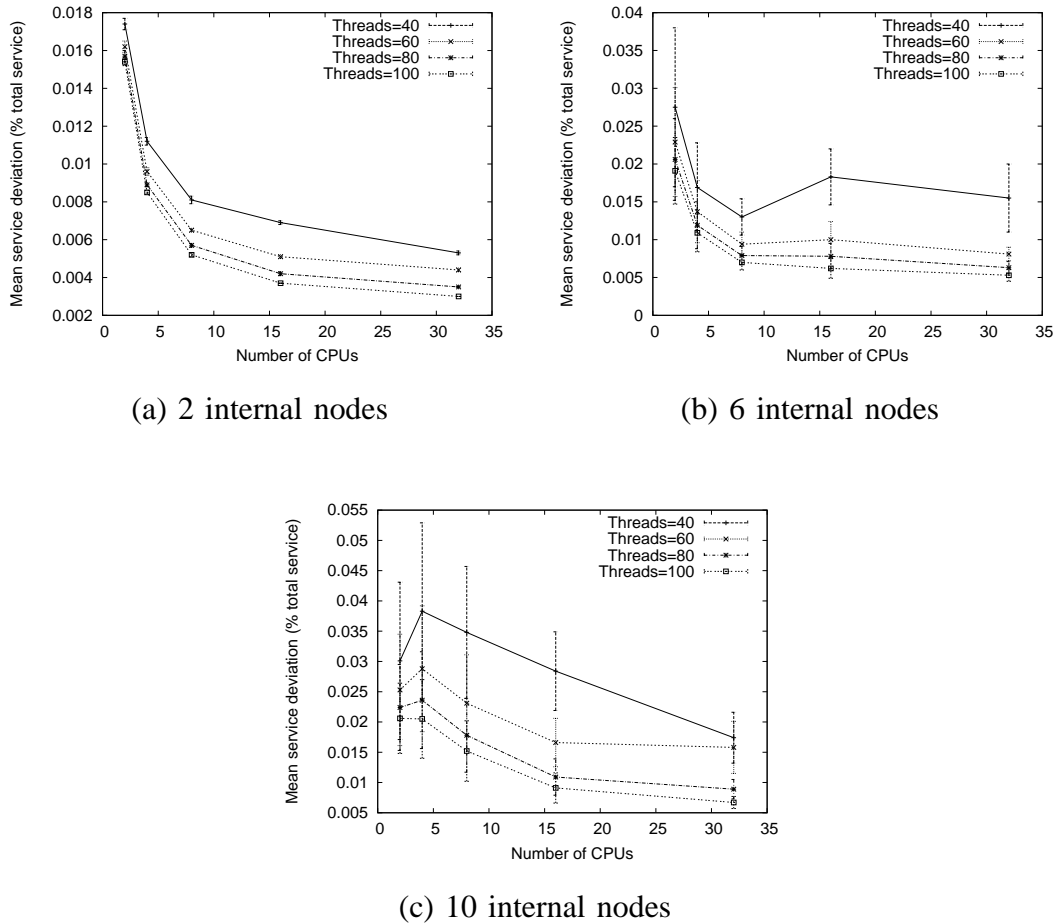 Mean service deviation (% total service)
0.018
0.016
0.014
0.012
0.01
0.008
0.006
0.004
0.002
0 5 10 15 20 25 30 35
Number of CPUs
Threads=40
Threads=60
Threads=80
Threads=100
(a) 2 internal nodes
Mean service deviation (% total service)
0.04
0.035
0.03
0.025
0.02
0.015
0.01
0.005
0
0 5 10 15 20 25 30 35
Number of CPUs
Threads=40
Threads=60
Threads=80
Threads=100
(b) 6 internal nodes
Mean service deviation (% total service)
0.055
0.05
0.045
0.04
0.035
0.03
0.025
0.02
0.015
0.01
0.005
0 5 10 15 20 25 30 35
Number of CPUs
Threads=40
Threads=60
Threads=80
Threads=100
(c) 10 internal nodes